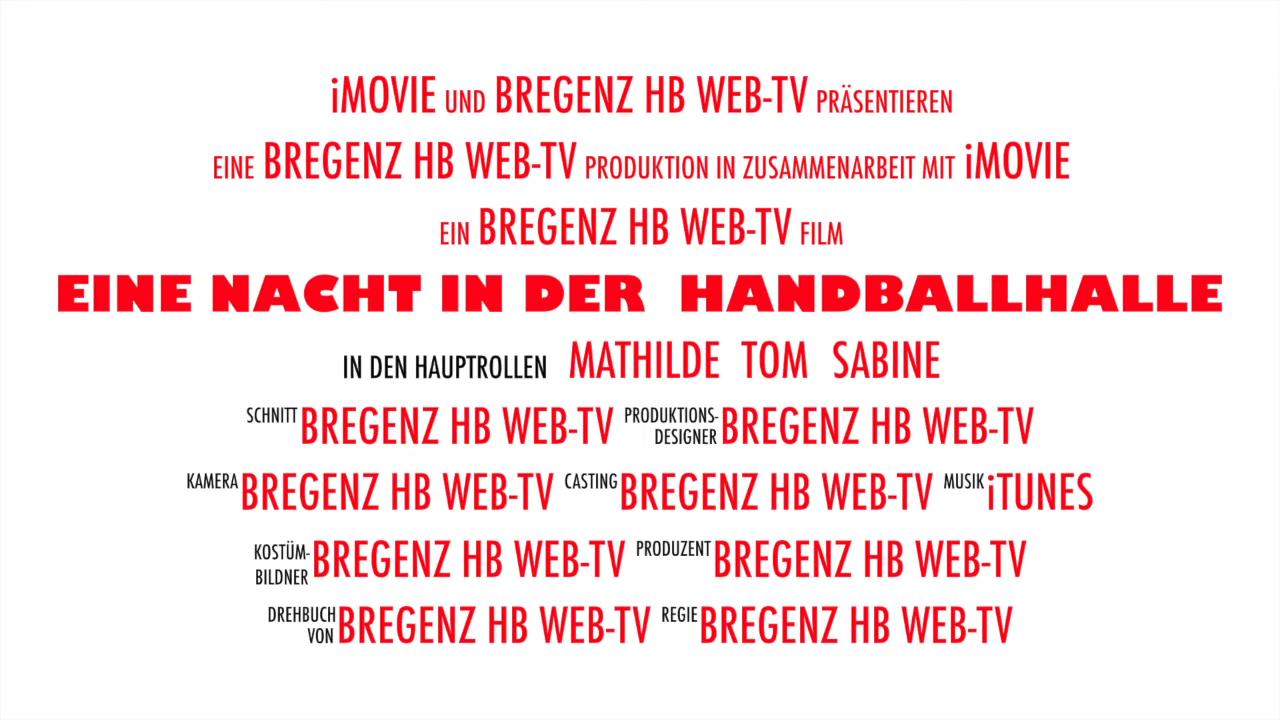 iMOVIE UND BREGENZ HB WEB-TV PRÄSENTIEREN
EINE BREGENZ HB WEB-TV PRODUKTION IN ZUSAMMENARBEIT MIT iMOVIE
EIN BREGENZ HB WEB-TV FILM
EINE NACHT IN DER HANDBALLHALLE
IN DEN HAUPTROLLEN MATHILDE TOM SABINE
SCHNITT BREGENZ HB WEB-TV PRODUKTIONS-DESIGNER BREGENZ HB WEB-TV
KAMERA BREGENZ HB WEB-TV CASTING BREGENZ HB WEB-TV MUSIK iTUNES
KOSTÜM-BILDNER BREGENZ HB WEB-TV PRODUZENT BREGENZ HB WEB-TV
DREHBUCH VON BREGENZ HB WEB-TV REGIE BREGENZ HB WEB-TV